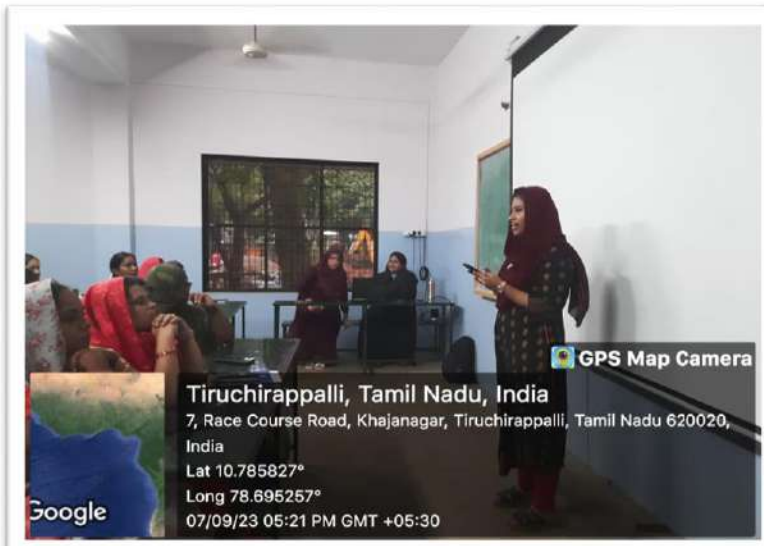 GPS Map Camera
Tiruchirappalli, Tamil Nadu, India
7, Race Course Road, Khajanagar, Tiruchirappalli, Tamil Nadu 620020,
India
Lat 10.785827°
Long 78.695257°
07/09/23 05:21 PM GMT +05:30
Google